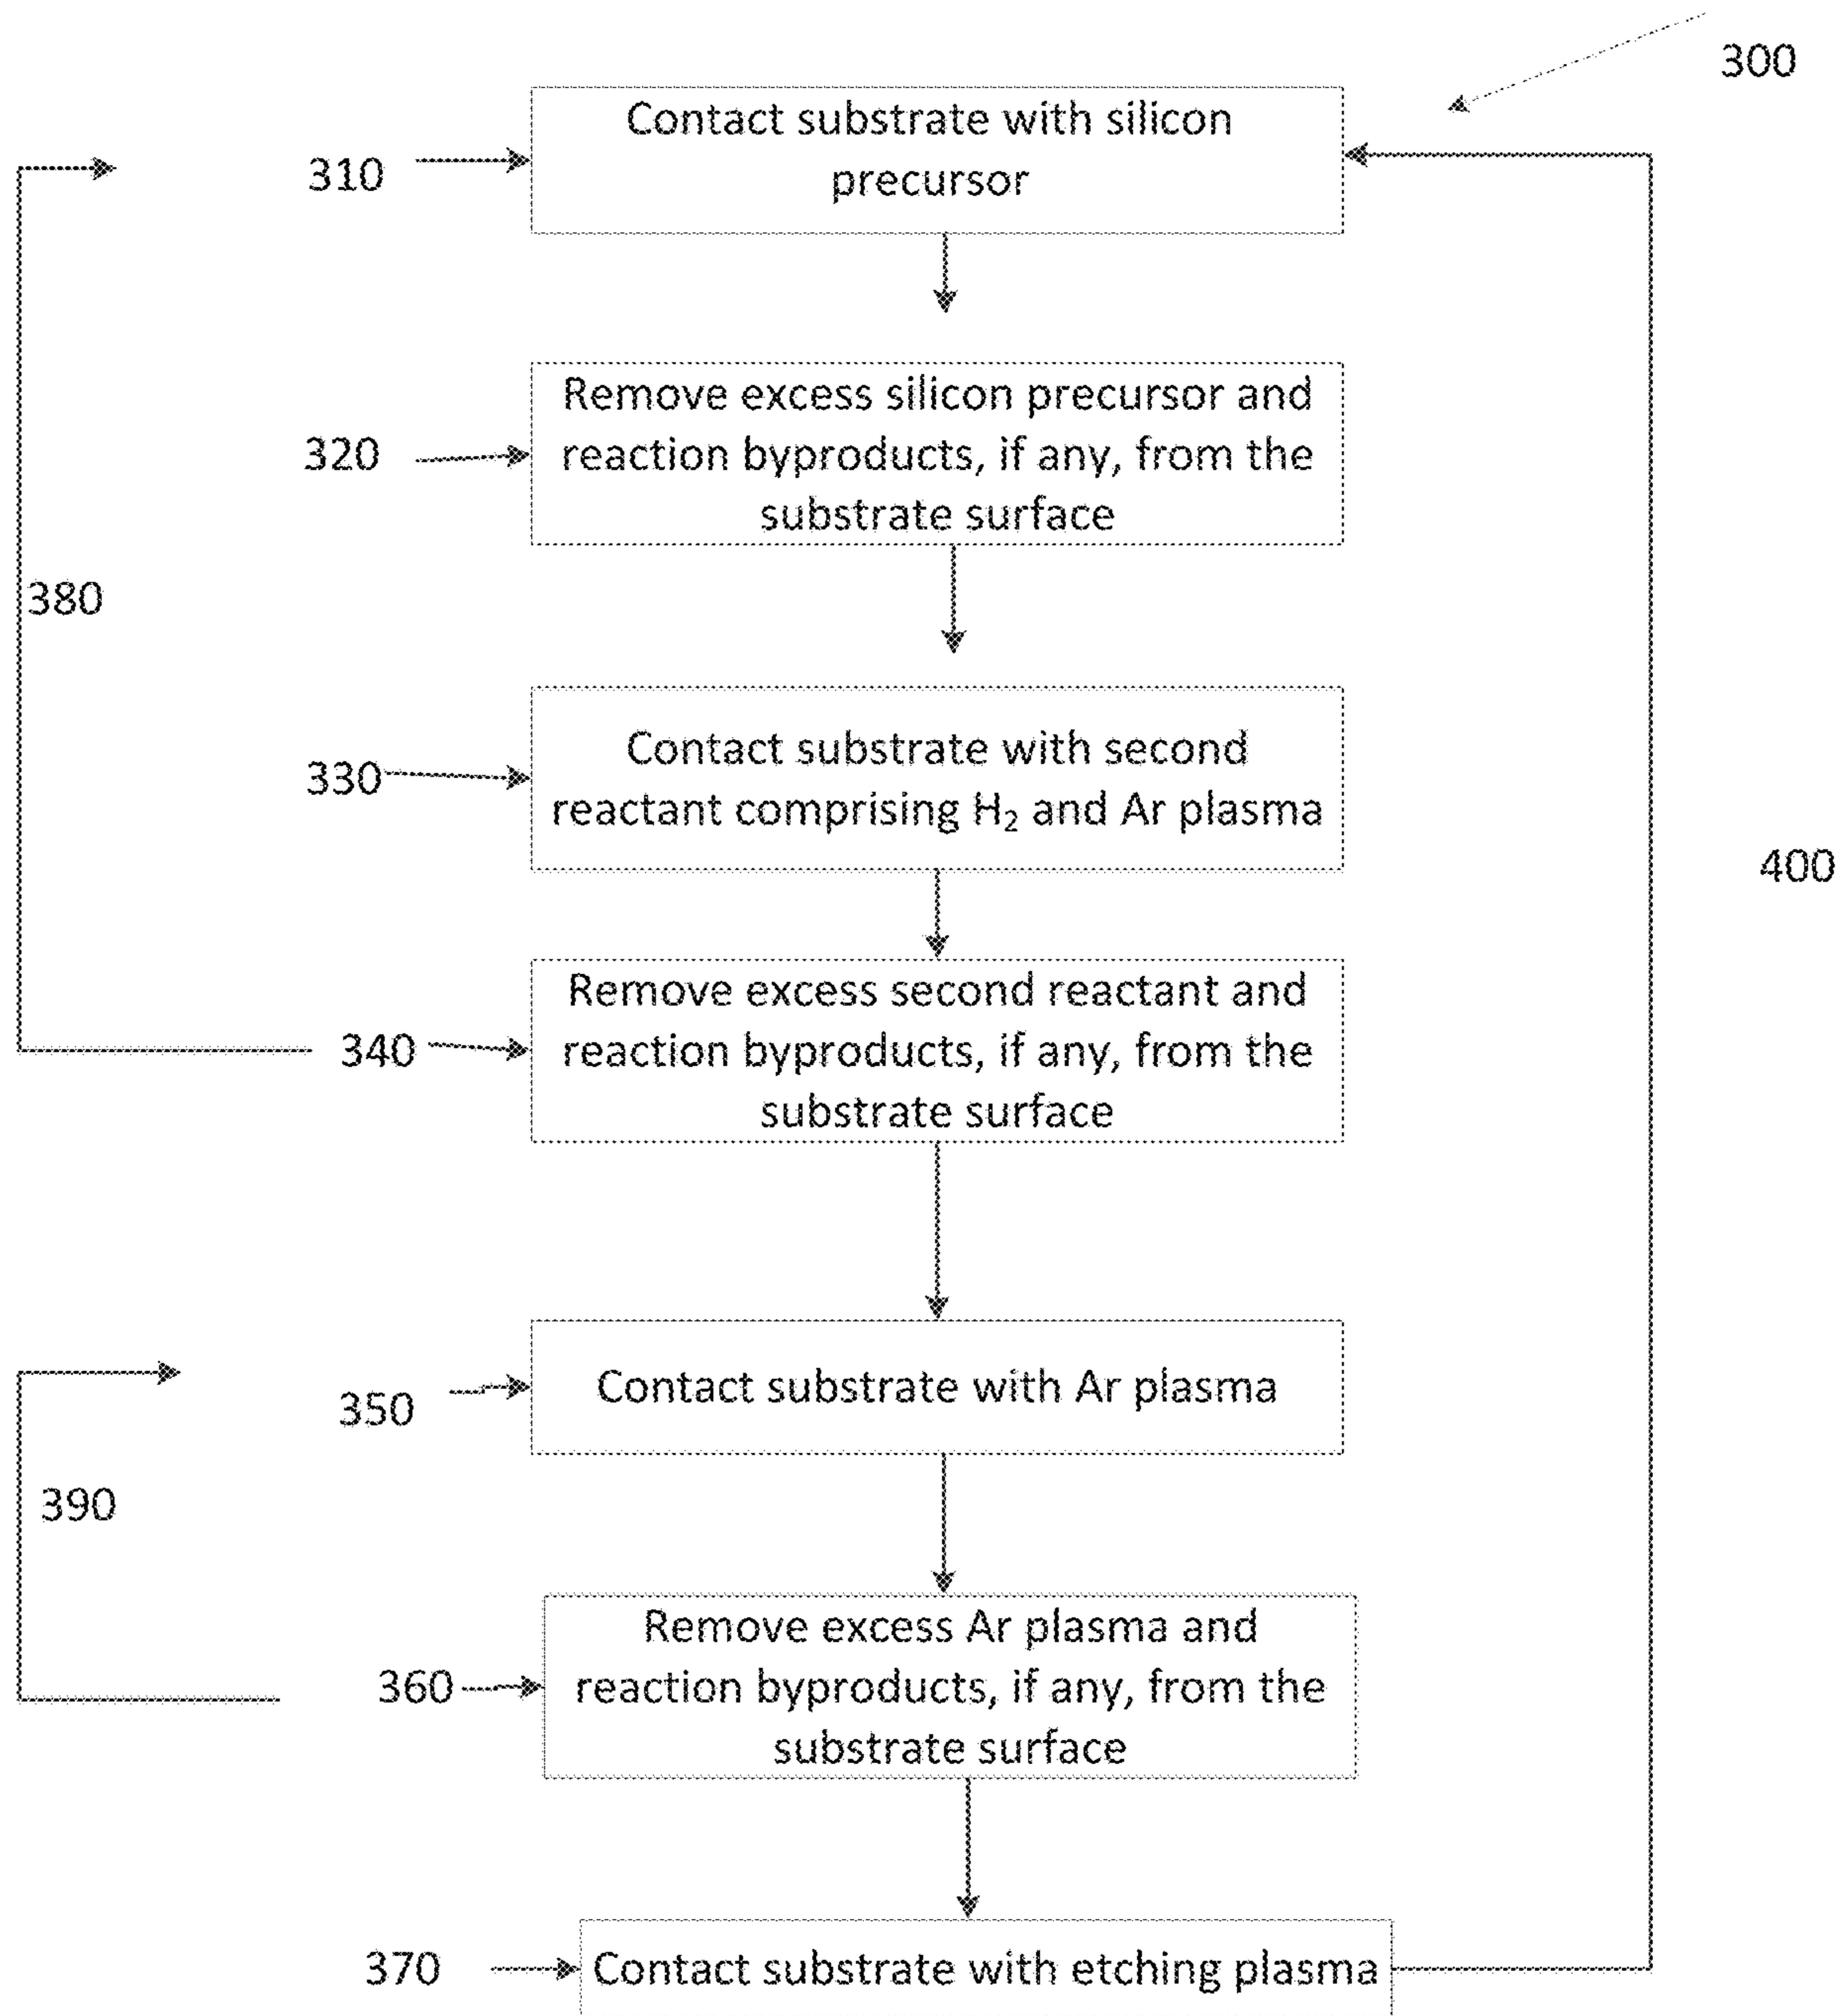 300
Contact substrate with silicon
precursor
310
Remove excess silicon precursor and
reaction byproducts, if any, from the
substrate surface
320
380
Contact substrate with second
reactant comprising H₂ and Ar plasma
330
400
Remove excess second reactant and
reaction byproducts, if any, from the
substrate surface
340
Contact substrate with Ar plasma
350
390
Remove excess Ar plasma and
reaction byproducts, if any, from the
substrate surface
360
370
Contact substrate with etching plasma